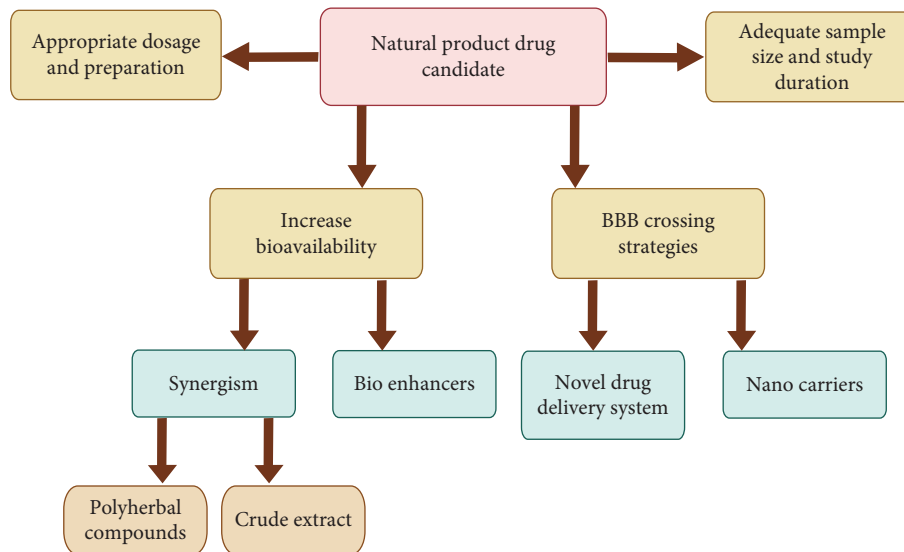 Appropriate dosage
and preparation
Natural product drug
candidate
Adequate sample
size and study
duration
Increase
bioavailability
BBB crossing
strategies
Synergism
Bio enhancers
Novel drug
delivery system
Nano carriers
Polyherbal
compounds
Crude extract